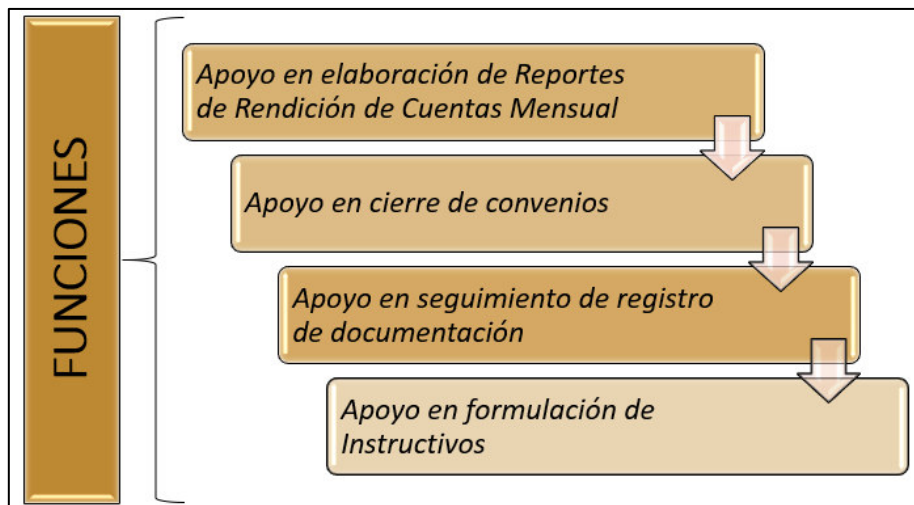 FUNCIONES
Apoyo en elaboración de Reportes
de Rendición de Cuentas Mensual
Apoyo en cierre de convenios
Apoyo en seguimiento de registro
de documentación
Apoyo en formulación de
Instructivos